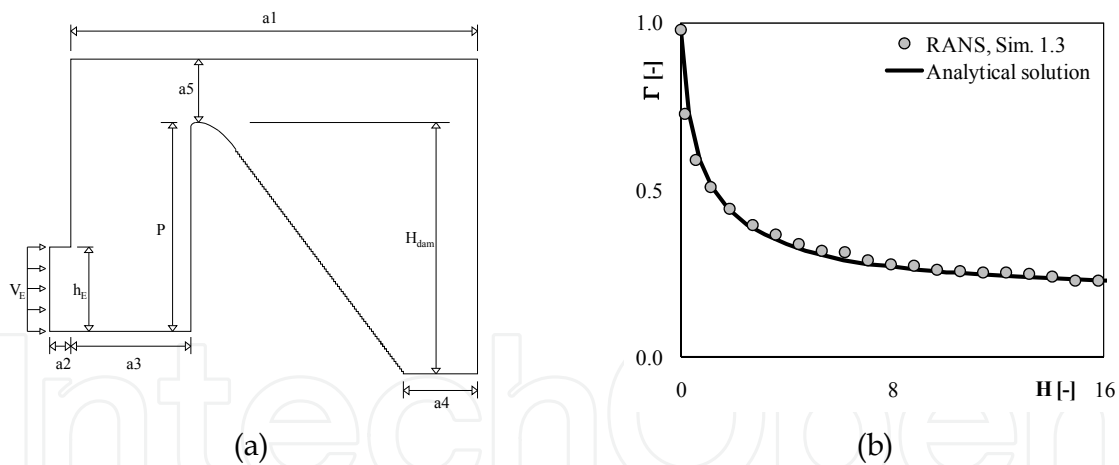 a1
a5
P
H_dam
V_E
h_E
a2
a3
a4
(a)
1.0
Γ [-]
RANS, Sim. 1.3
Analytical solution
0.5
0.0
0
8
H [-]
16
(b)
IntechOpen